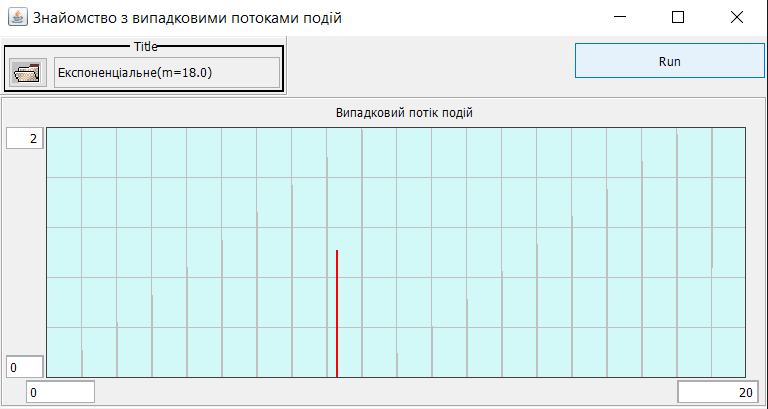 Знайомство з випадковими потоками подій
Title
Експоненціальне(m=18.0)
Run
Випадковий потік подій
2
0
0
20